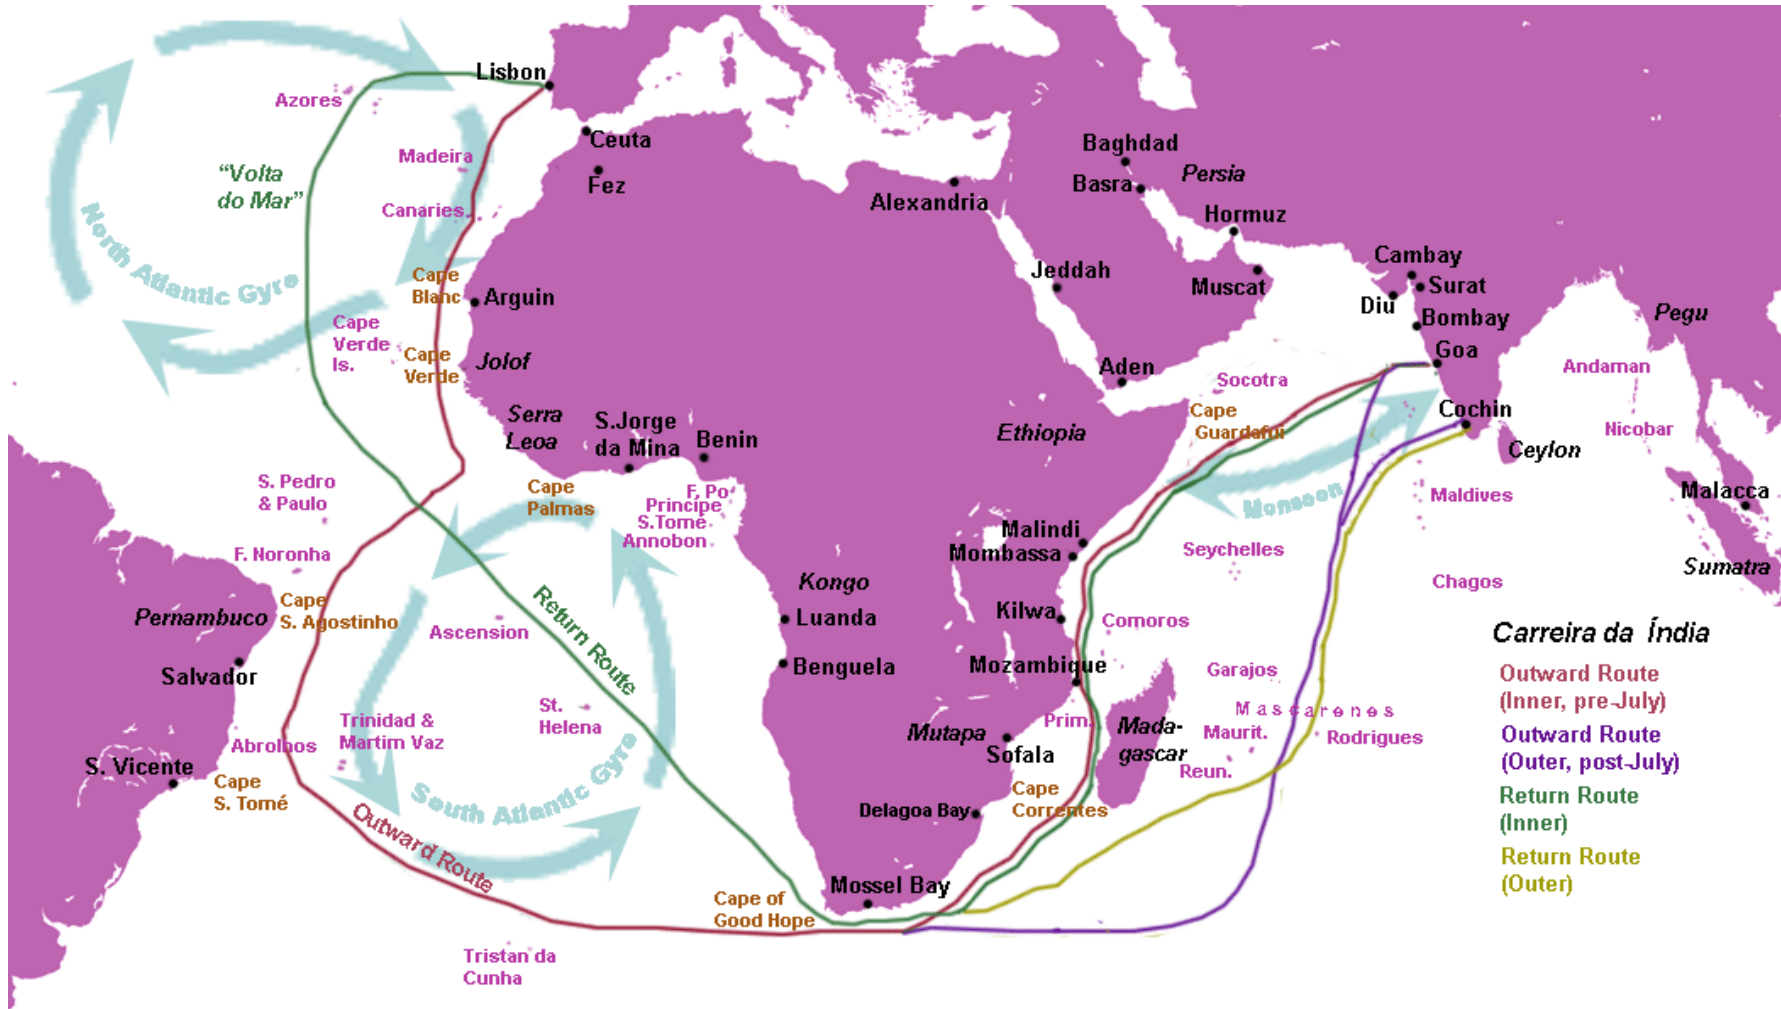 Lisbon
Azores
Ceuta
Fez
Madeira
"Volta
do Mar"
Canaries
North Atlantic Gyre
Cape
Blanc
Arguin
Cape
Verde
Is.
Cape
Verde
Jolof
Serra
Leoa
S.Jorge
da Mina
Benin
Cape
Palmas
F. Po
Principe
S.Tomé
Annobon
S. Pedro
& Paulo
F. Noronha
Pernambuco
Cape
S. Agostinho
Salvador
Ascension
Return Route
St.
Helena
Trinidad &
Martim Vaz
Abrolhos
S. Vicente
Cape
S. Tomé
South Atlantic Gyre
Outward Route
Tristan da
Cunha
Cape of
Good Hope
Mossel Bay
Kongo
Luanda
Benguela
Alexandria
Baghdad
Basra
Persia
Hormuz
Jeddah
Muscat
Aden
Ethiopia
Socotra
Cape
Guardafui
Monsoon
Malindi
Mombassa
Kilwa
Mozambique
Comoros
Seychelles
Garajos
Mascarenes
Maurit.
Rodrigues
Reun.
Prim.
Mada-
gascar
Mutapa
Sofala
Cape
Correntes
Delagoa Bay
Cambay
Surat
Diu
Bombay
Goa
Cochin
Ceylon
Maldives
Chagos
Pegu
Andaman
Nicobar
Malacca
Sumatra
Carreira da Índia
Outward Route
(Inner, pre-July)
Outward Route
(Outer, post-July)
Return Route
(Inner)
Return Route
(Outer)